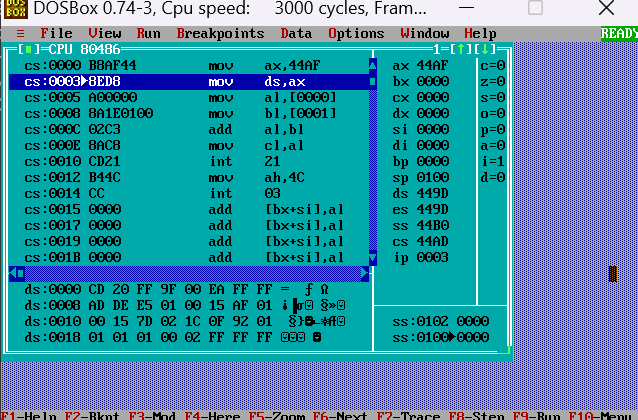 DOSBox 0.74-3, Cpu speed: 3000 cycles, Fram...
≡ File View Run Breakpoints Data Options Window Help READY
[■]=CPU 80486 1=[↑][↓]
cs:0000 B8AF44 mov ax,44AF ax 44AF c=0
cs:0003▶8ED8 mov ds,ax bx 0000 z=0
cs:0005 A00000 mov al,[0000] cx 0000 s=0
cs:0008 8A1E0100 mov bl,[0001] dx 0000 o=0
cs:000C 02C3 add al,bl si 0000 p=0
cs:000E 8AC8 mov cl,al di 0000 a=0
cs:0010 CD21 int 21 bp 0000 i=1
cs:0012 B44C mov ah,4C sp 0100 d=0
cs:0014 CC int 03 ds 449D
cs:0015 0000 add [bx+si],al es 449D
cs:0017 0000 add [bx+si],al ss 44B0
cs:0019 0000 add [bx+si],al cs 44AD
cs:001B 0000 add [bx+si],al ip 0003
ds:0000 CD 20 FF 9F 00 EA FF FF = ƒ Ω
ds:0008 AD DE E5 01 00 15 AF 01
ds:0010 00 15 7D 02 1C 0F 92 01 ss:0102 0000
ds:0018 01 01 01 00 02 FF FF FF ss:0100▶0000
F1-Help F2-Bkpt F3-Mod F4-Here F5-Zoom F6-Next F7-Trace F8-Step F9-Run F10-Menu